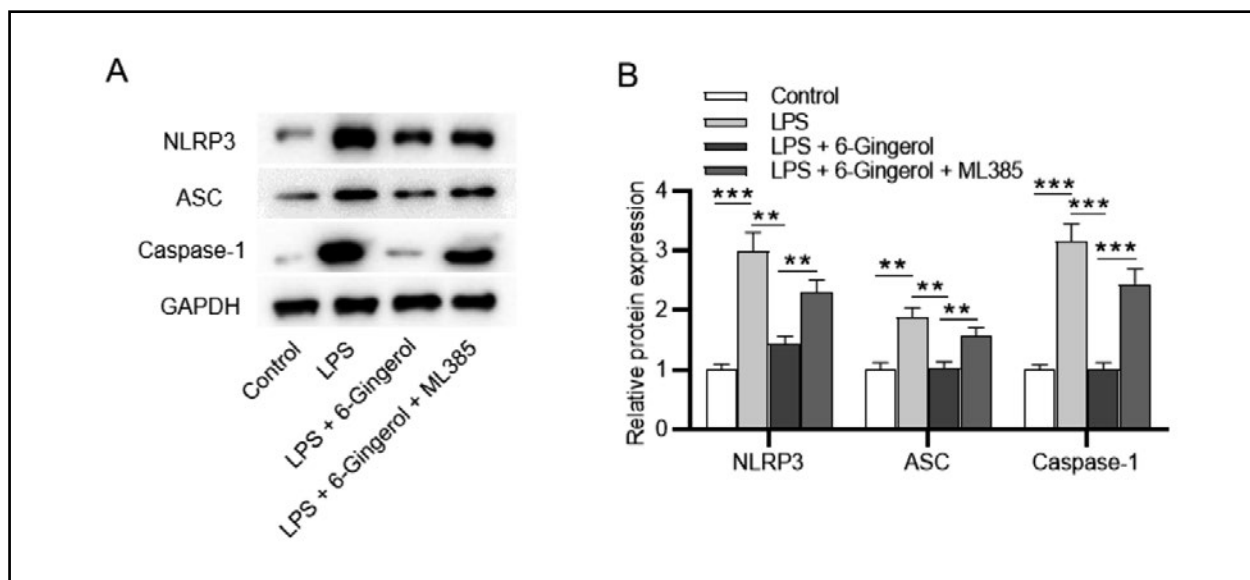 A
NLRP3
ASC
Caspase-1
GAPDH
Control
LPS
LPS + 6-Gingerol
LPS + 6-Gingerol + ML385
B
Control
LPS
LPS + 6-Gingerol
LPS + 6-Gingerol + ML385
Relative protein expression
4
3
2
1
0
*** ** **
** ** **
*** *** ***
NLRP3 ASC Caspase-1